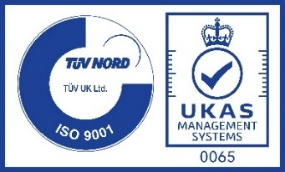 TÜV NORD
TÜV UK Ltd.
ISO 9001
UKAS
MANAGEMENT
SYSTEMS
0065